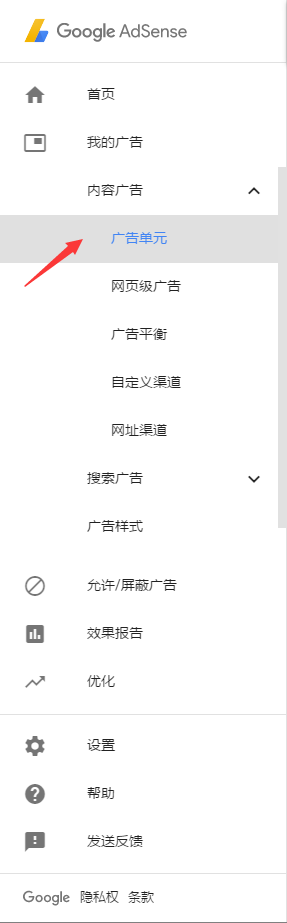 Google AdSense
首页
我的广告
内容广告
广告单元
网页级广告
广告平衡
自定义渠道
网址渠道
搜索广告
广告样式
允许/屏蔽广告
效果报告
优化
设置
帮助
发送反馈
Google 隐私权 条款